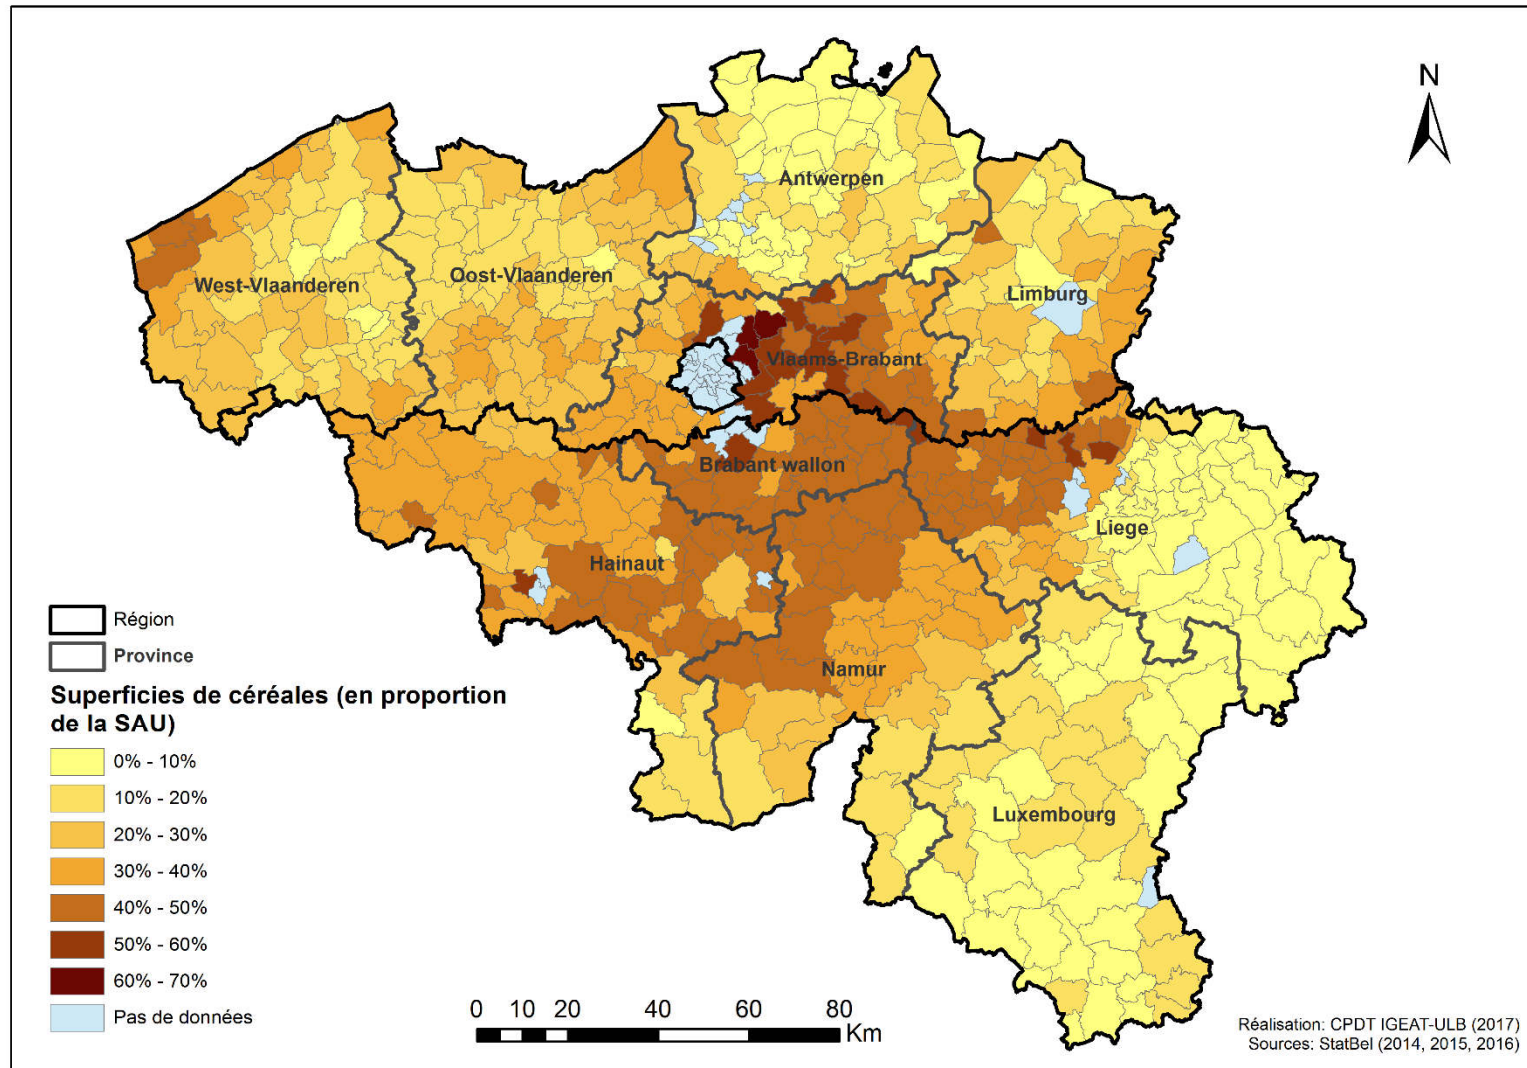 N
Antwerpen
West-Vlaanderen
Oost-Vlaanderen
Limburg
Vlaams-Brabant
Brabant wallon
Liege
Hainaut
Namur
Luxembourg
Région
Province
Superficies de céréales (en proportion
de la SAU)
0% - 10%
10% - 20%
20% - 30%
30% - 40%
40% - 50%
50% - 60%
60% - 70%
Pas de données
0 10 20 40 60 80
Km
Réalisation: CPDT IGEAT-ULB (2017)
Sources: StatBel (2014, 2015, 2016)